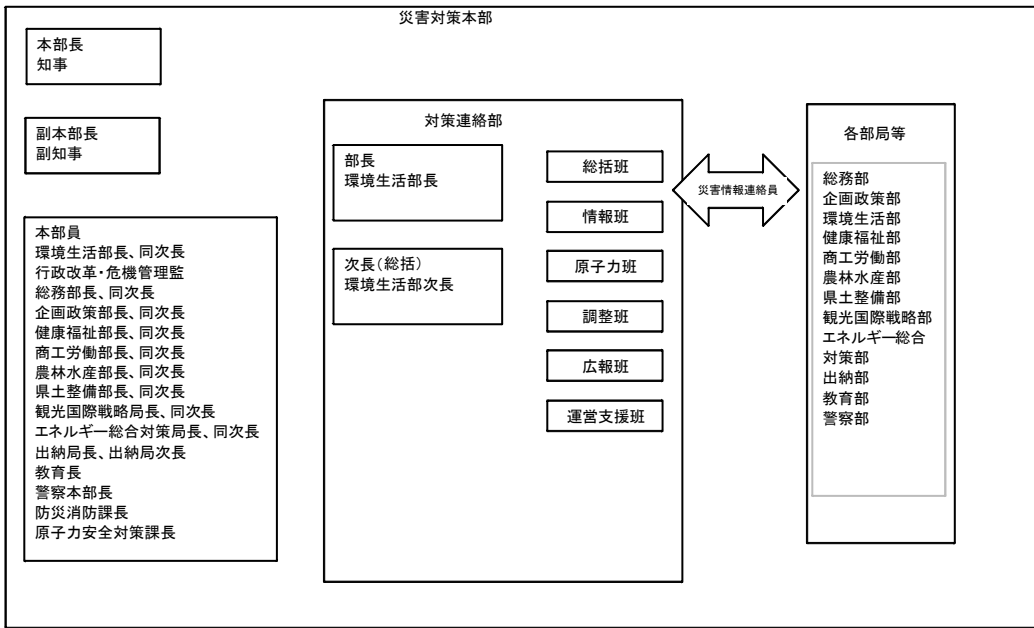 災害対策本部
本部長
知事
副本部長
副知事
本部員
環境生活部長、同次長
行政改革・危機管理監
総務部長、同次長
企画政策部長、同次長
健康福祉部長、同次長
商工労働部長、同次長
農林水産部長、同次長
県土整備部長、同次長
観光国際戦略局長、同次長
エネルギー総合対策局長、同次長
出納局長、出納局次長
教育長
警察本部長
防災消防課長
原子力安全対策課長
対策連絡部
部長
環境生活部長
次長(総括)
環境生活部次長
総括班
情報班
原子力班
調整班
広報班
運営支援班
災害情報連絡員
各部局等
総務部
企画政策部
環境生活部
健康福祉部
商工労働部
農林水産部
県土整備部
観光国際戦略部
エネルギー総合
対策部
出納部
教育部
警察部